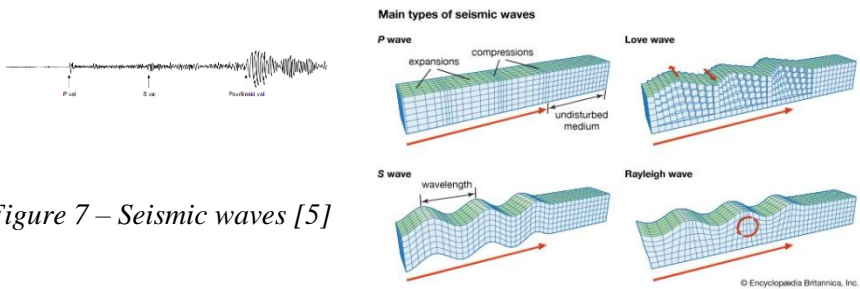 P val
S val
Površinski val
Figure 7 – Seismic waves [5]
Main types of seismic waves
P wave
expansions
compressions
undisturbed
medium
Love wave
S wave
wavelength
Rayleigh wave
© Encyclopædia Britannica, Inc.